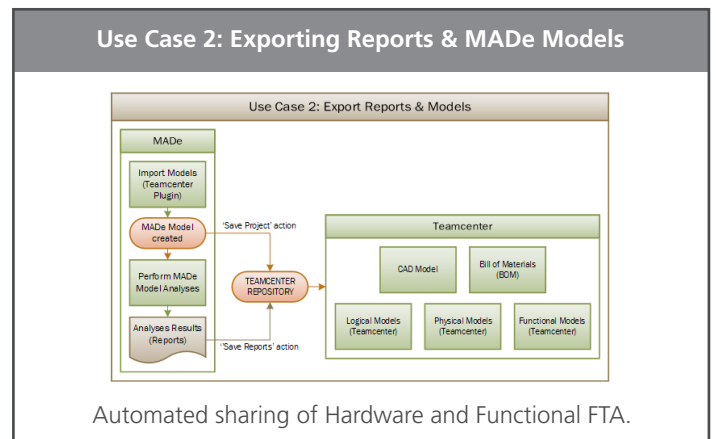 Use Case 2: Exporting Reports & MADe Models
Use Case 2: Export Reports & Models
MADe
Import Models
(Teamcenter
Plugin)
MADe Model
created
Perform MADe
Model Analyses
Analyses Results
(Reports)
'Save Project' action
TEAMCENTER
REPOSITORY
"Save Reports' action
Teamcenter
CAD Model
Bill of Materials
(BOM)
Logical Models
(Teamcenter)
Physical Models
(Teamcenter)
Functional Models
(Teamcenter)
Automated sharing of Hardware and Functional FTA.